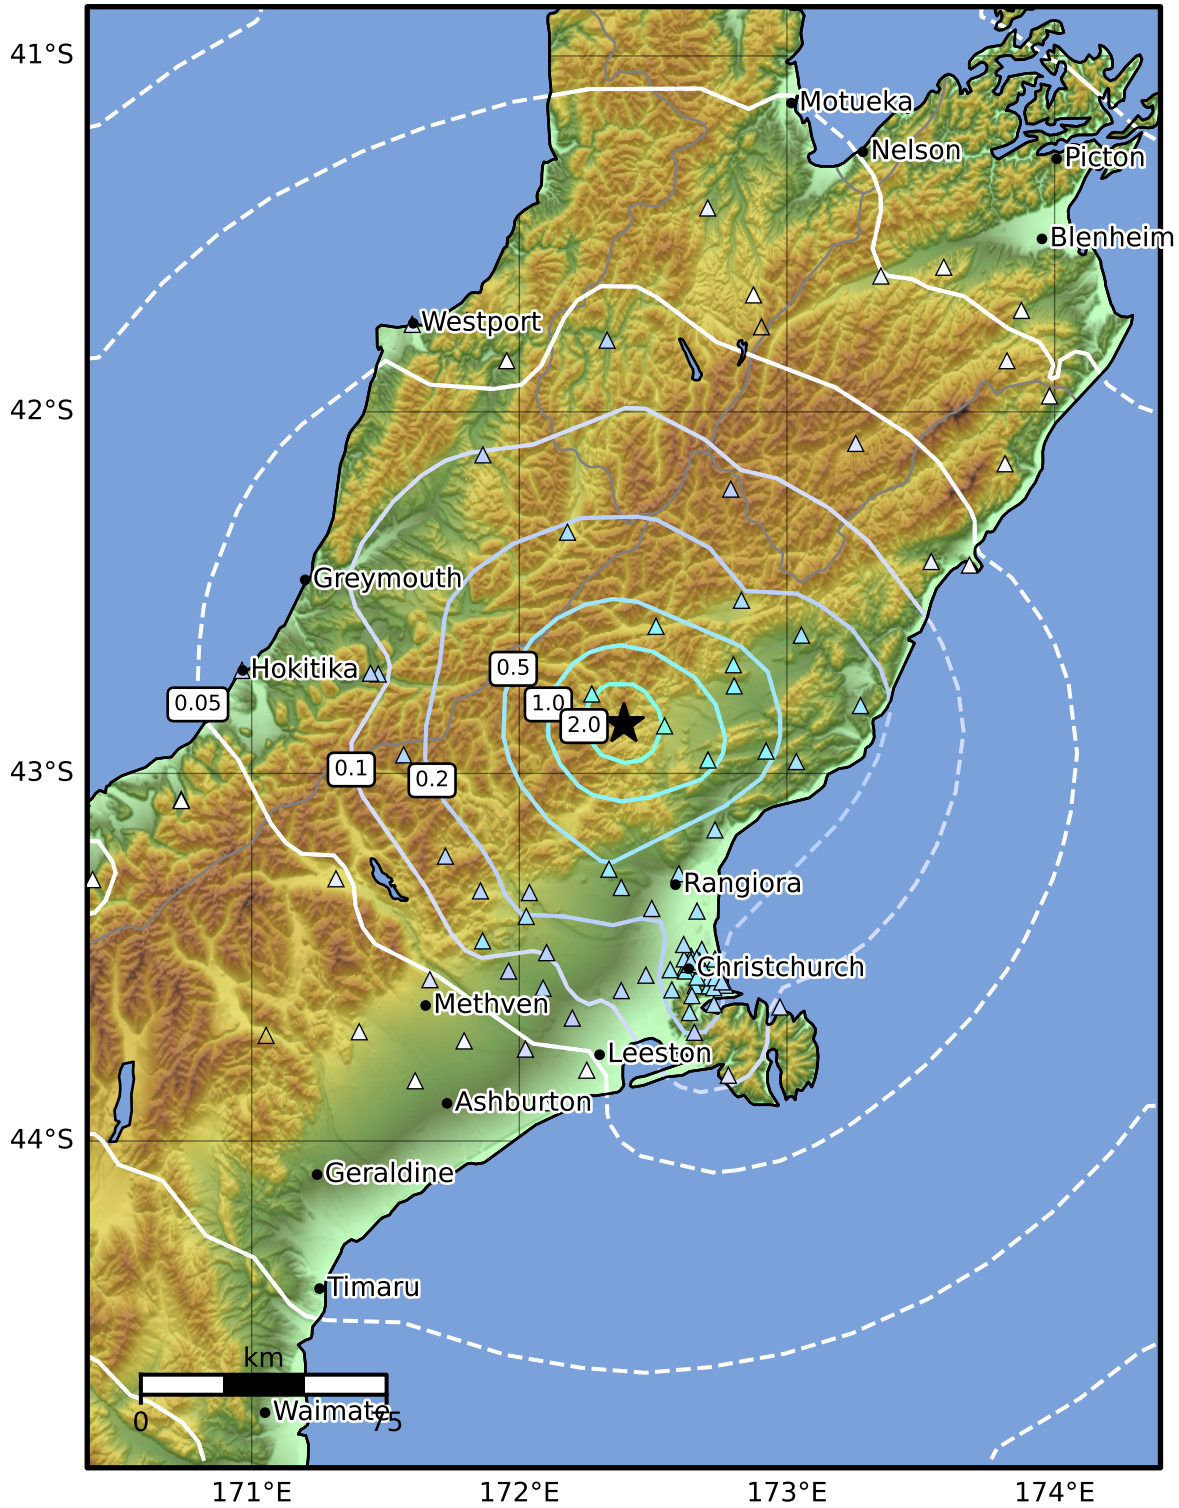 41°S
Motueka
Nelson
Picton
Blenheim
Westport
42°S
Greymouth
Hokitika
0.5
0.05
1.0
2.0
43°S
0.1
0.2
Rangiora
Christchurch
Methven
Leeston
Ashburton
44°S
Geraldine
Timaru
km
Waimate
0
75
171°E
172°E
173°E
174°E